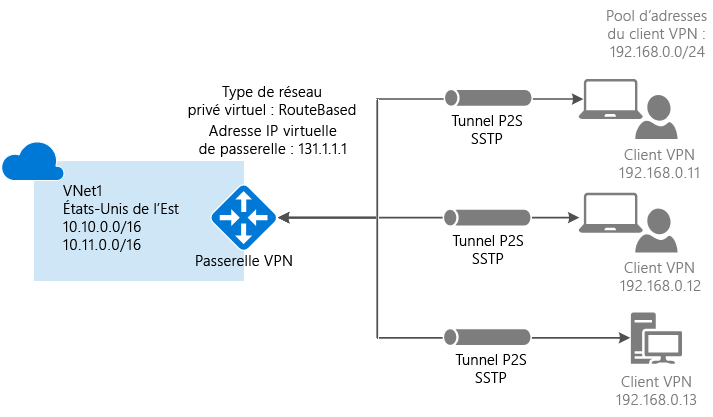 Pool d’adresses
du client VPN :
192.168.0.0/24
Type de réseau
privé virtuel : RouteBased
Adresse IP virtuelle
de passerelle : 131.1.1.1
Tunnel P2S
SSTP
Client VPN
192.168.0.11
VNet1
États-Unis de l’Est
10.10.0.0/16
10.11.0.0/16
Passerelle VPN
Tunnel P2S
SSTP
Client VPN
192.168.0.12
Tunnel P2S
SSTP
Client VPN
192.168.0.13